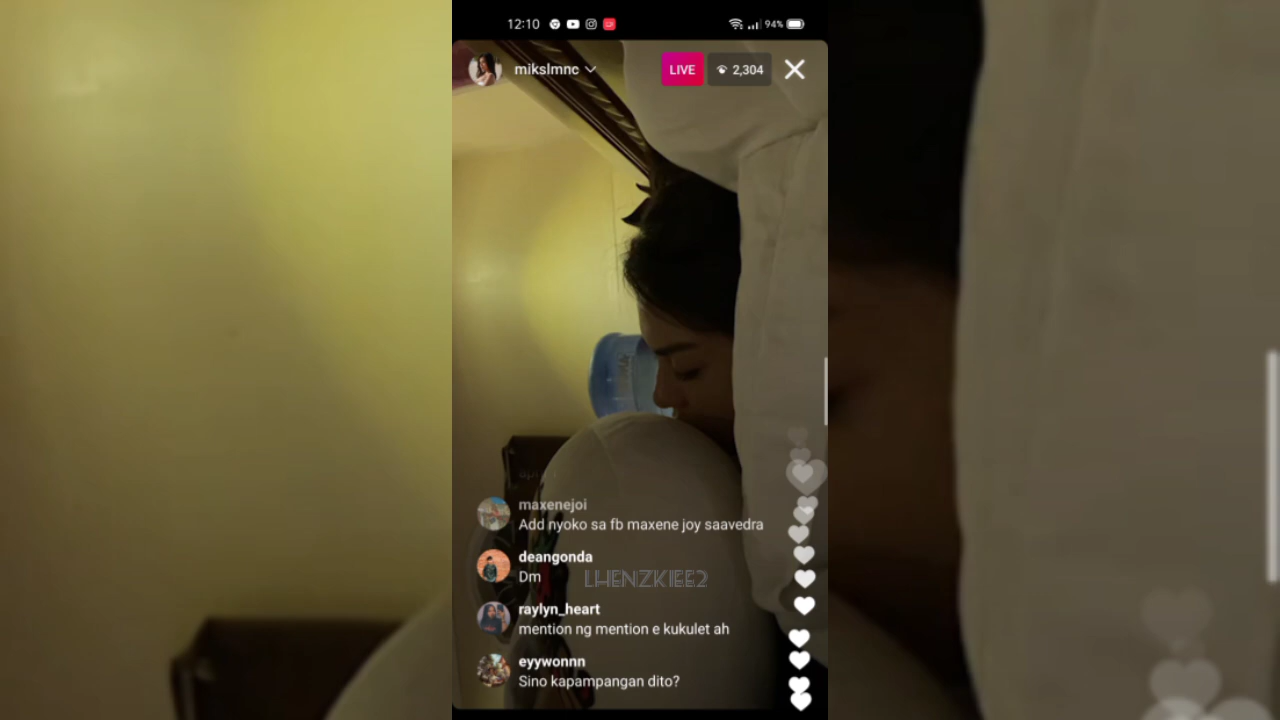 12:10
94%
mikslmnc
LIVE
2,304
maxenejoi
Add nyoko sa fb maxene joy saavedra
deangonda
Dm
LHENZKIEE2
raylyn_heart
mention ng mention e kukulet ah
eyywonnn
Sino kapampangan dito?